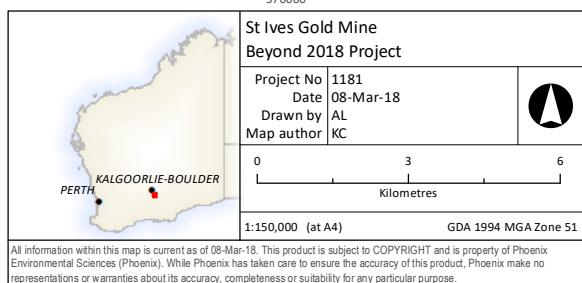 St Ives Gold Mine
Beyond 2018 Project
Project No 1181
Date 08-Mar-18
Drawn by AL
Map author KC
KALGOORLIE-BOULDER
PERTH
0 3 6
Kilometres
1:150,000 (at A4) GDA 1994 MGA Zone 51
All information within this map is current as of 08-Mar-18. This product is subject to COPYRIGHT and is property of Phoenix
Environmental Sciences (Phoenix). While Phoenix has taken care to ensure the accuracy of this product, Phoenix make no
representations or warranties about its accuracy, completeness or suitability for any particular purpose.